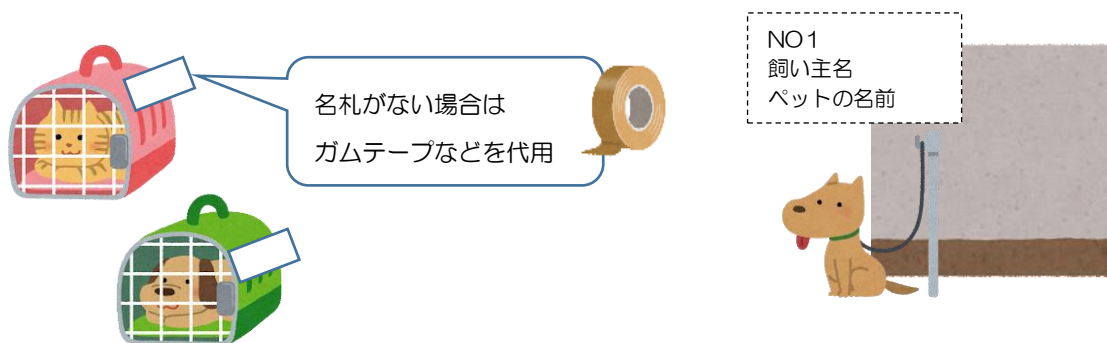 名札がない場合は
ガムテープなどを代用
NO1
飼い主名
ペットの名前